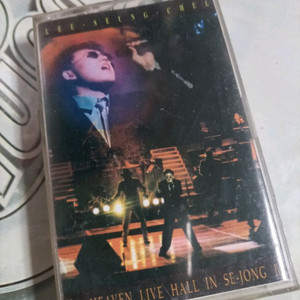 LEE·SEUNG·CHUL
HEAVEN LIVE HALL IN SE-JONG